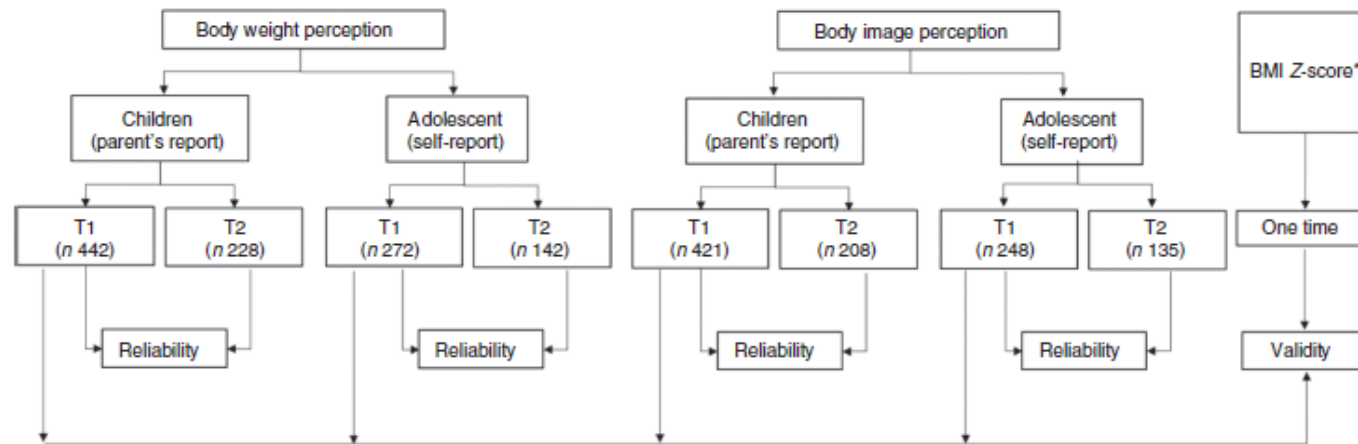 Body weight perception
Body image perception
BMI Z-score*
Children
(parent's report)
Adolescent
(self-report)
Children
(parent's report)
Adolescent
(self-report)
T1
(n 442)
T2
(n 228)
T1
(n 272)
T2
(n 142)
T1
(n 421)
T2
(n 208)
T1
(n 248)
T2
(n 135)
One time
Reliability
Reliability
Reliability
Reliability
Validity